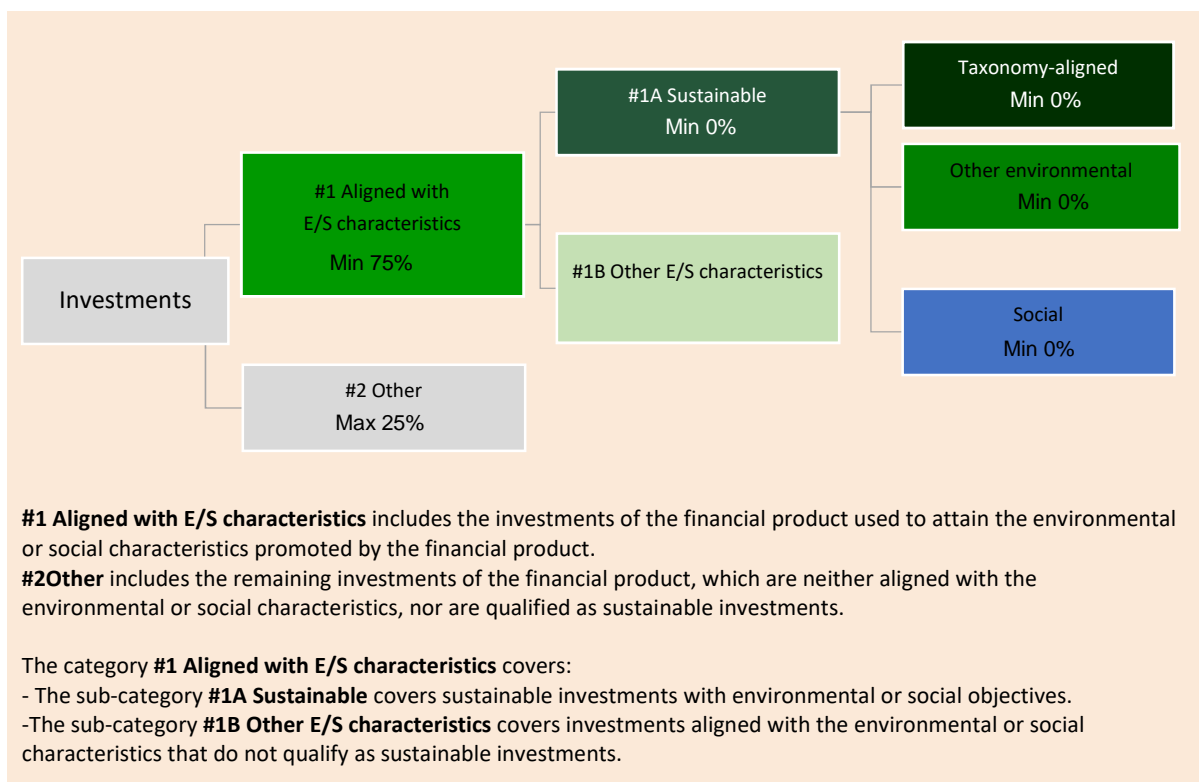 Taxonomy-aligned
Min 0%
#1A Sustainable
Min 0%
Other environmental
Min 0%
#1 Aligned with
E/S characteristics
Min 75%
#1B Other E/S characteristics
Investments
Social
Min 0%
#2 Other
Max 25%
#1 Aligned with E/S characteristics includes the investments of the financial product used to attain the environmental
or social characteristics promoted by the financial product.
#2Other includes the remaining investments of the financial product, which are neither aligned with the
environmental or social characteristics, nor are qualified as sustainable investments.
The category #1 Aligned with E/S characteristics covers:
- The sub-category #1A Sustainable covers sustainable investments with environmental or social objectives.
-The sub-category #1B Other E/S characteristics covers investments aligned with the environmental or social
characteristics that do not qualify as sustainable investments.